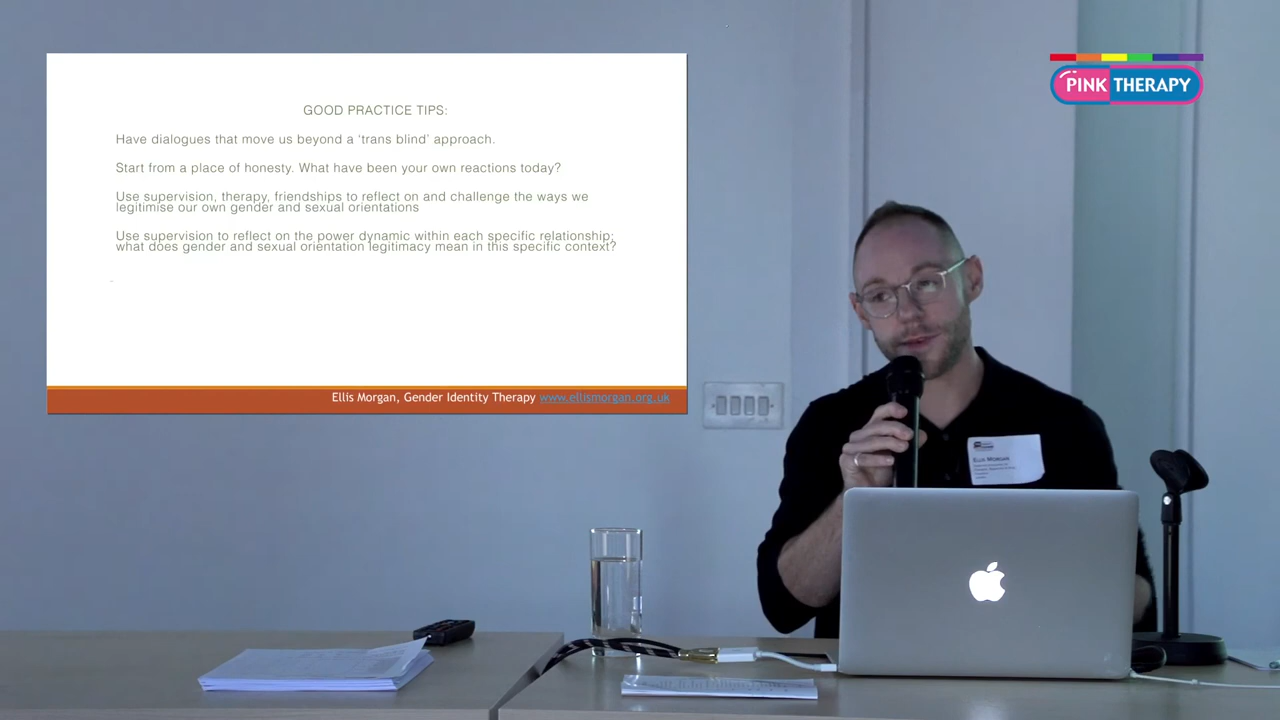 GOOD PRACTICE TIPS:
Have dialogues that move us beyond a ‘trans blind’ approach.
Start from a place of honesty. What have been your own reactions today?
Use supervision, therapy, friendships to reflect on and challenge the ways we
legitimise our own gender and sexual orientations
Use supervision to reflect on the power dynamic within each specific relationship;
what does gender and sexual orientation legitimacy mean in this specific context?
Ellis Morgan, Gender Identity Therapy www.ellismorgan.org.uk
PINK THERAPY
ELLIS MORGAN